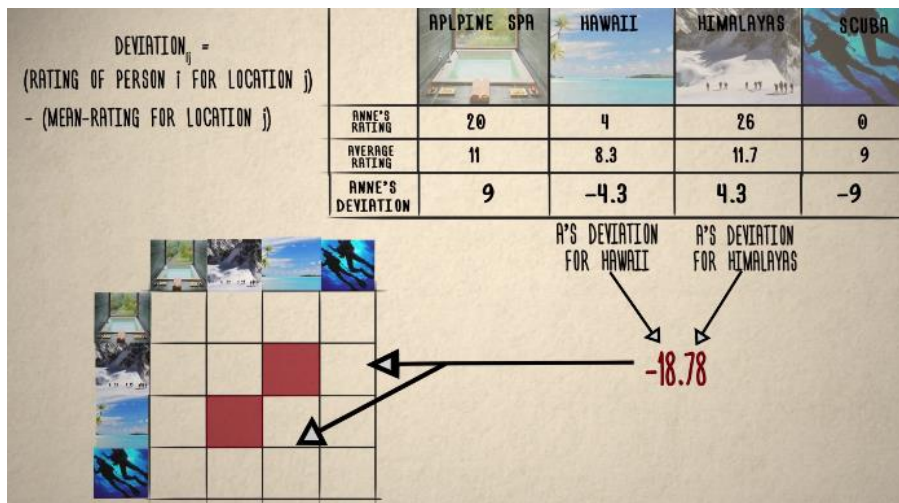 DEVIATIONij =
(RATING OF PERSON i FOR LOCATION j)
- (MEAN-RATING FOR LOCATION j)
APLPINE SPA HAWAII HIMALAYAS SCUBA
ANNE'S RATING 20 4 26 0
AVERAGE RATING 11 8.3 11.7 9
ANNE'S DEVIATION 9 -4.3 4.3 -9
A'S DEVIATION FOR HAWAII
A'S DEVIATION FOR HIMALAYAS
-18.78